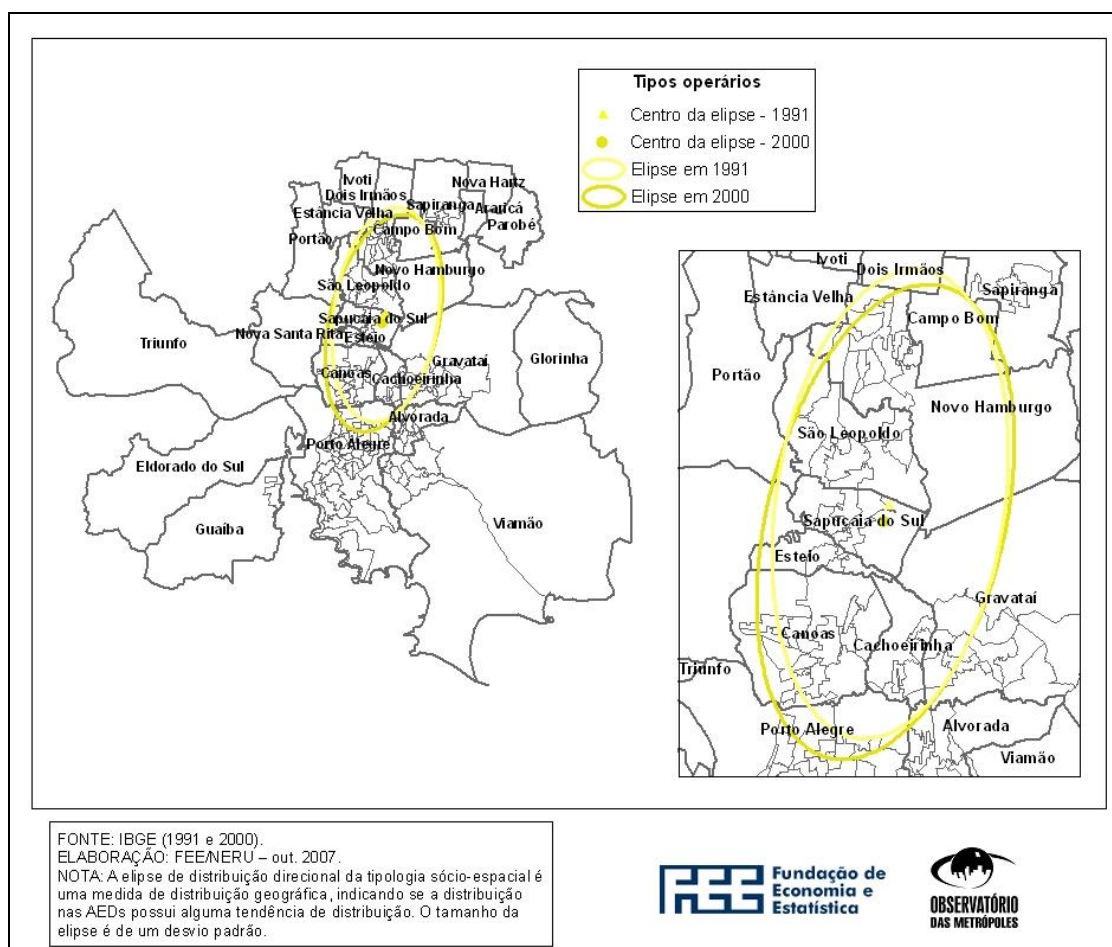 Tipos operários
Centro da elipse - 1991
Centro da elipse - 2000
Elipse em 1991
Elipse em 2000
Ivoti
Nova Hartz
Dois Irmãos
Sapiranga
Araricá
Estância Velha
Parobé
Campo Bom
Portão
Novo Hamburgo
São Leopoldo
Sapucaia do Sul
Nova Santa Rita
Esteio
Triunfo
Gravataí
Glorinha
Canoas
Cachoeirinha
Alvorada
Porto Alegre
Eldorado do Sul
Guaíba
Viamão
Ivoti
Dois Irmãos
Sapiranga
Estância Velha
Campo Bom
Portão
Novo Hamburgo
São Leopoldo
Sapucaia do Sul
Esteio
Gravataí
Canoas
Cachoeirinha
Triunfo
Porto Alegre
Alvorada
Viamão
FONTE: IBGE (1991 e 2000).
ELABORAÇÃO: FEE/NERU – out. 2007.
NOTA: A elipse de distribuição direcional da tipologia sócio-espacial é
uma medida de distribuição geográfica, indicando se a distribuição
nas AEDs possui alguma tendência de distribuição. O tamanho da
elipse é de um desvio padrão.
FEE
Fundação de
Economia e
Estatística
OBSERVATÓRIO
DAS METRÓPOLES